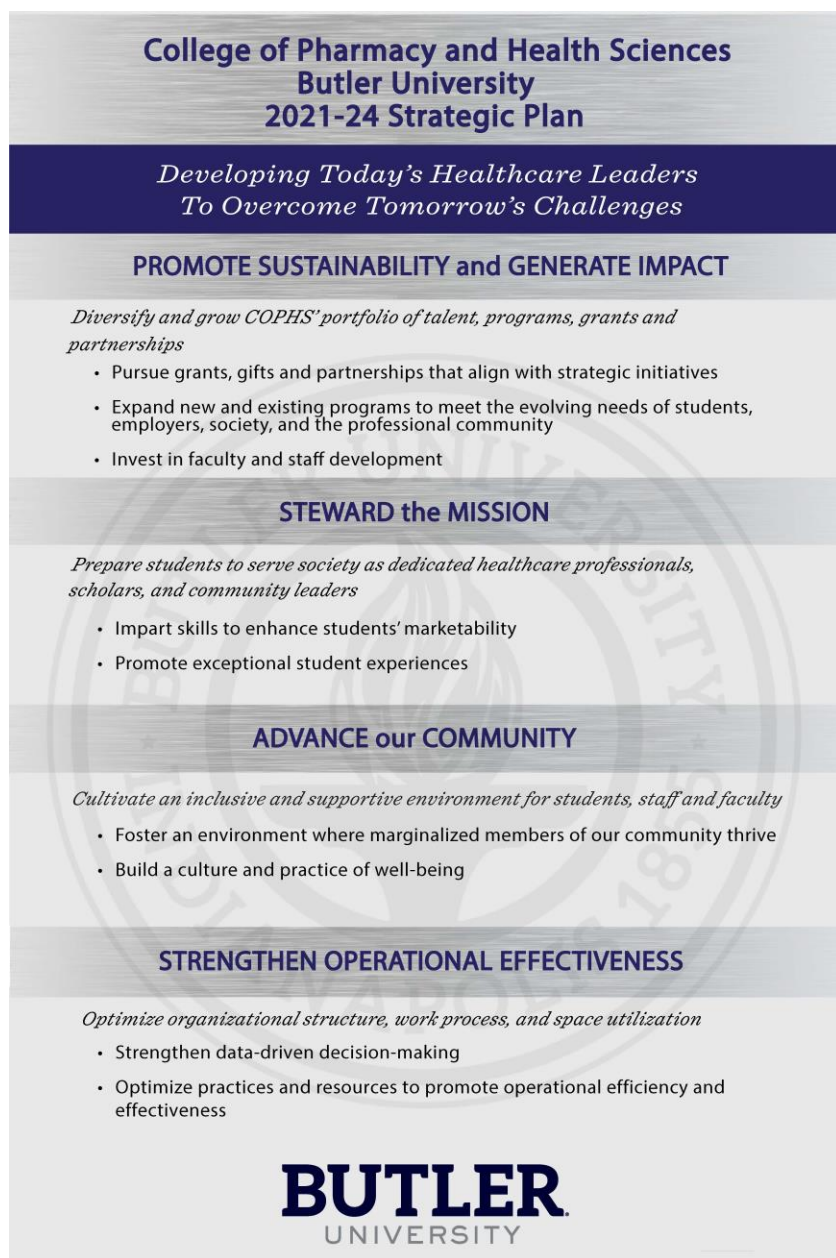 College of Pharmacy and Health Sciences
Butler University
2021-24 Strategic Plan
Developing Today's Healthcare Leaders
To Overcome Tomorrow's Challenges
PROMOTE SUSTAINABILITY and GENERATE IMPACT
Diversify and grow COPHS' portfolio of talent, programs, grants and
partnerships
• Pursue grants, gifts and partnerships that align with strategic initiatives
• Expand new and existing programs to meet the evolving needs of students,
employers, society, and the professional community
• Invest in faculty and staff development
STEWARD the MISSION
Prepare students to serve society as dedicated healthcare professionals,
scholars, and community leaders
• Impart skills to enhance students' marketability
• Promote exceptional student experiences
ADVANCE our COMMUNITY
Cultivate an inclusive and supportive environment for students, staff and faculty
• Foster an environment where marginalized members of our community thrive
• Build a culture and practice of well-being
STRENGTHEN OPERATIONAL EFFECTIVENESS
Optimize organizational structure, work process, and space utilization
• Strengthen data-driven decision-making
• Optimize practices and resources to promote operational efficiency and
effectiveness
BUTLER UNIVERSITY
INDIANAPOLIS 1855
BUTLER.
UNIVERSITY